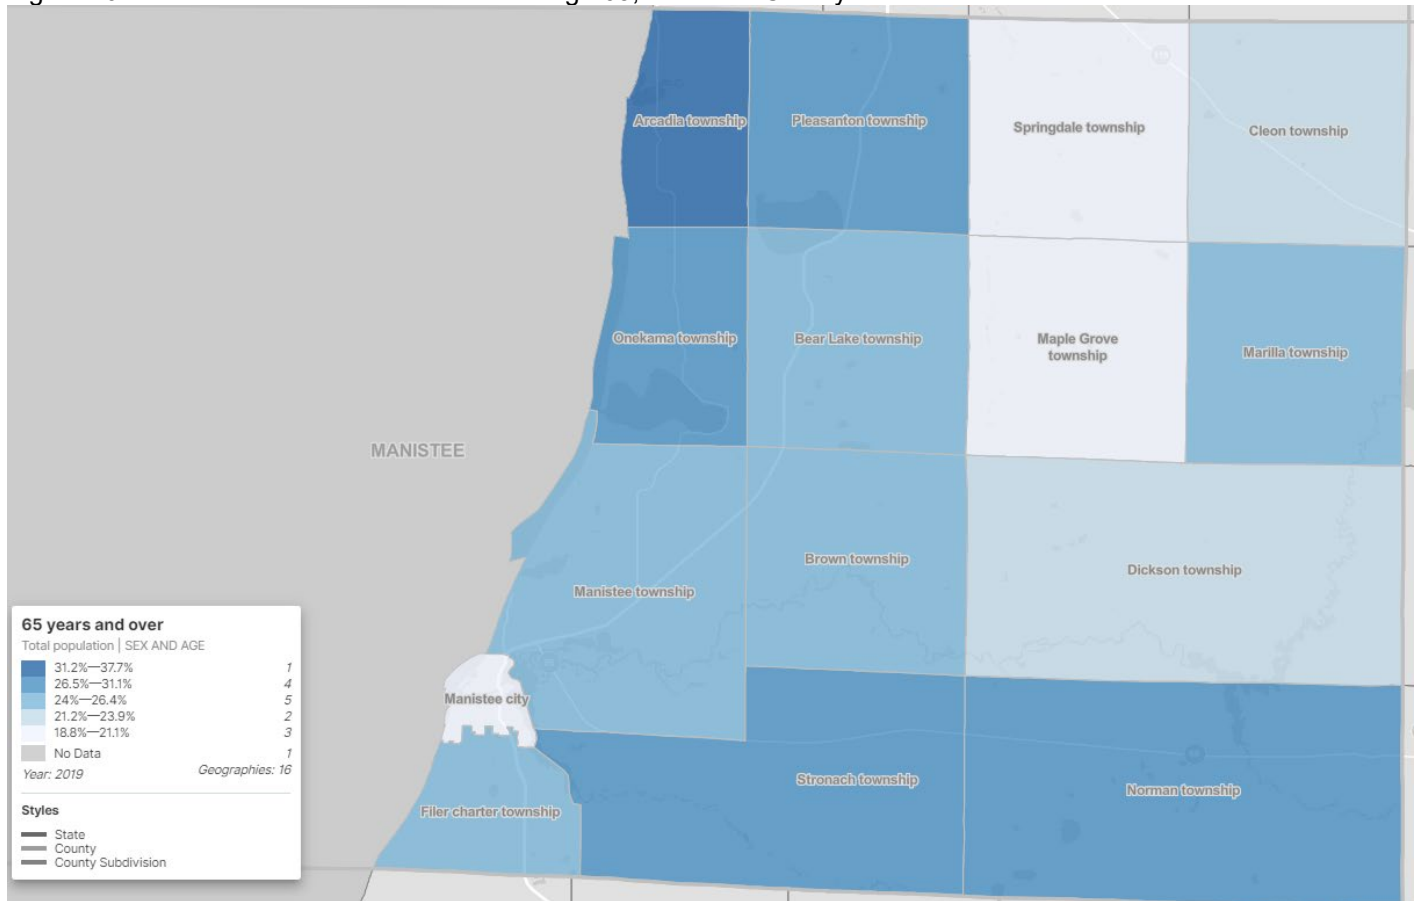 Arcadia township
Pleasanton township
Springdale township
Cleon township
Onekama township
Bear Lake township
Maple Grove
township
Marilla township
MANISTEE
Brown township
Dickson township
Manistee township
Manistee city
Stronach township
Norman township
Filer charter township
65 years and over
Total population | SEX AND AGE
31.2%—37.7% 1
26.5%—31.1% 4
24%—26.4% 5
21.2%—23.9% 2
18.8%—21.1% 3
No Data 1
Year: 2019 Geographies: 16
Styles
State
County
County Subdivision